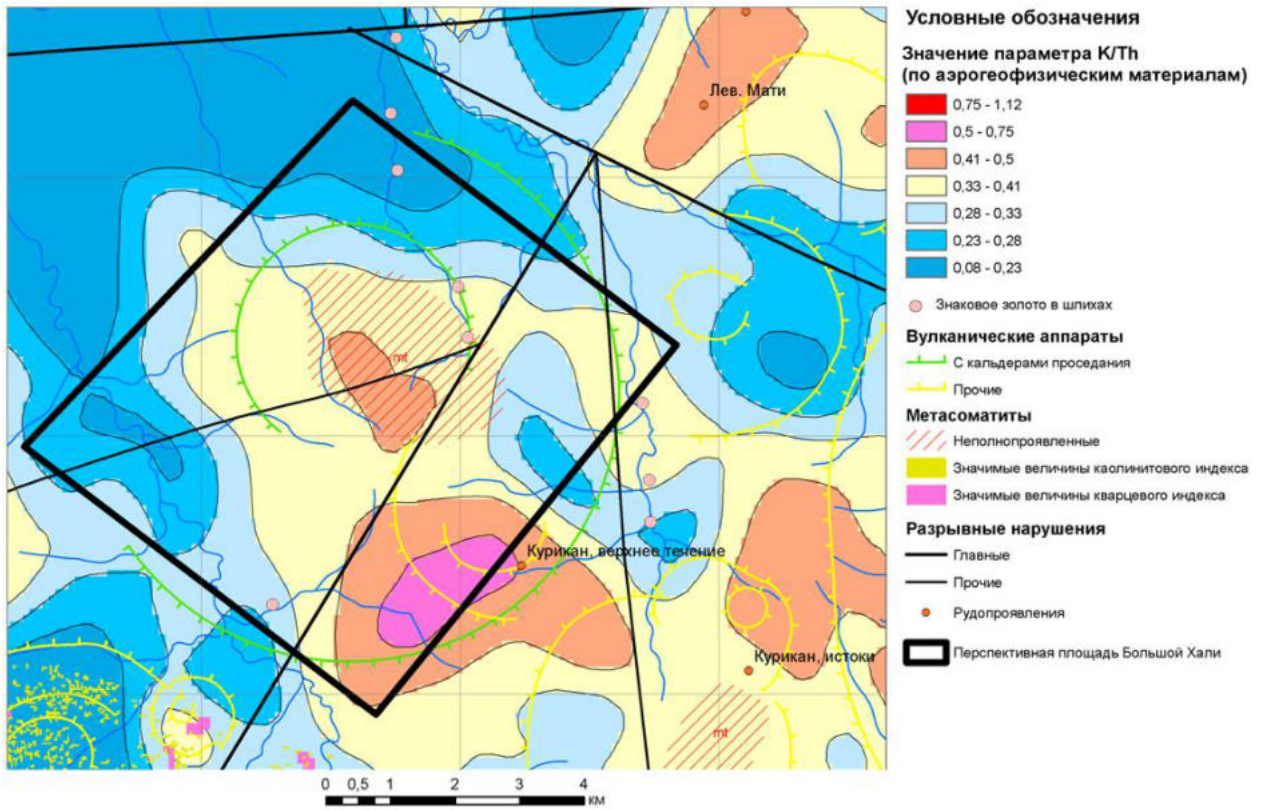 Лев. Мати
mt
Курикан, верхнее течение
Курикан, истоки
mt
0 0,5 1 2 3 4
км
Условные обозначения
Значение параметра K/Th
(по аэрогеофизическим материалам)
0,75 - 1,12
0,5 - 0,75
0,41 - 0,5
0,33 - 0,41
0,28 - 0,33
0,23 - 0,28
0,08 - 0,23
Знаковое золото в шлихах
Вулканические аппараты
С кальдерами проседания
Прочие
Метасоматиты
Неполнопроявленные
Значимые величины каолинитового индекса
Значимые величины кварцевого индекса
Разрывные нарушения
Главные
Прочие
Рудопроявления
Перспективная площадь Большой Хали